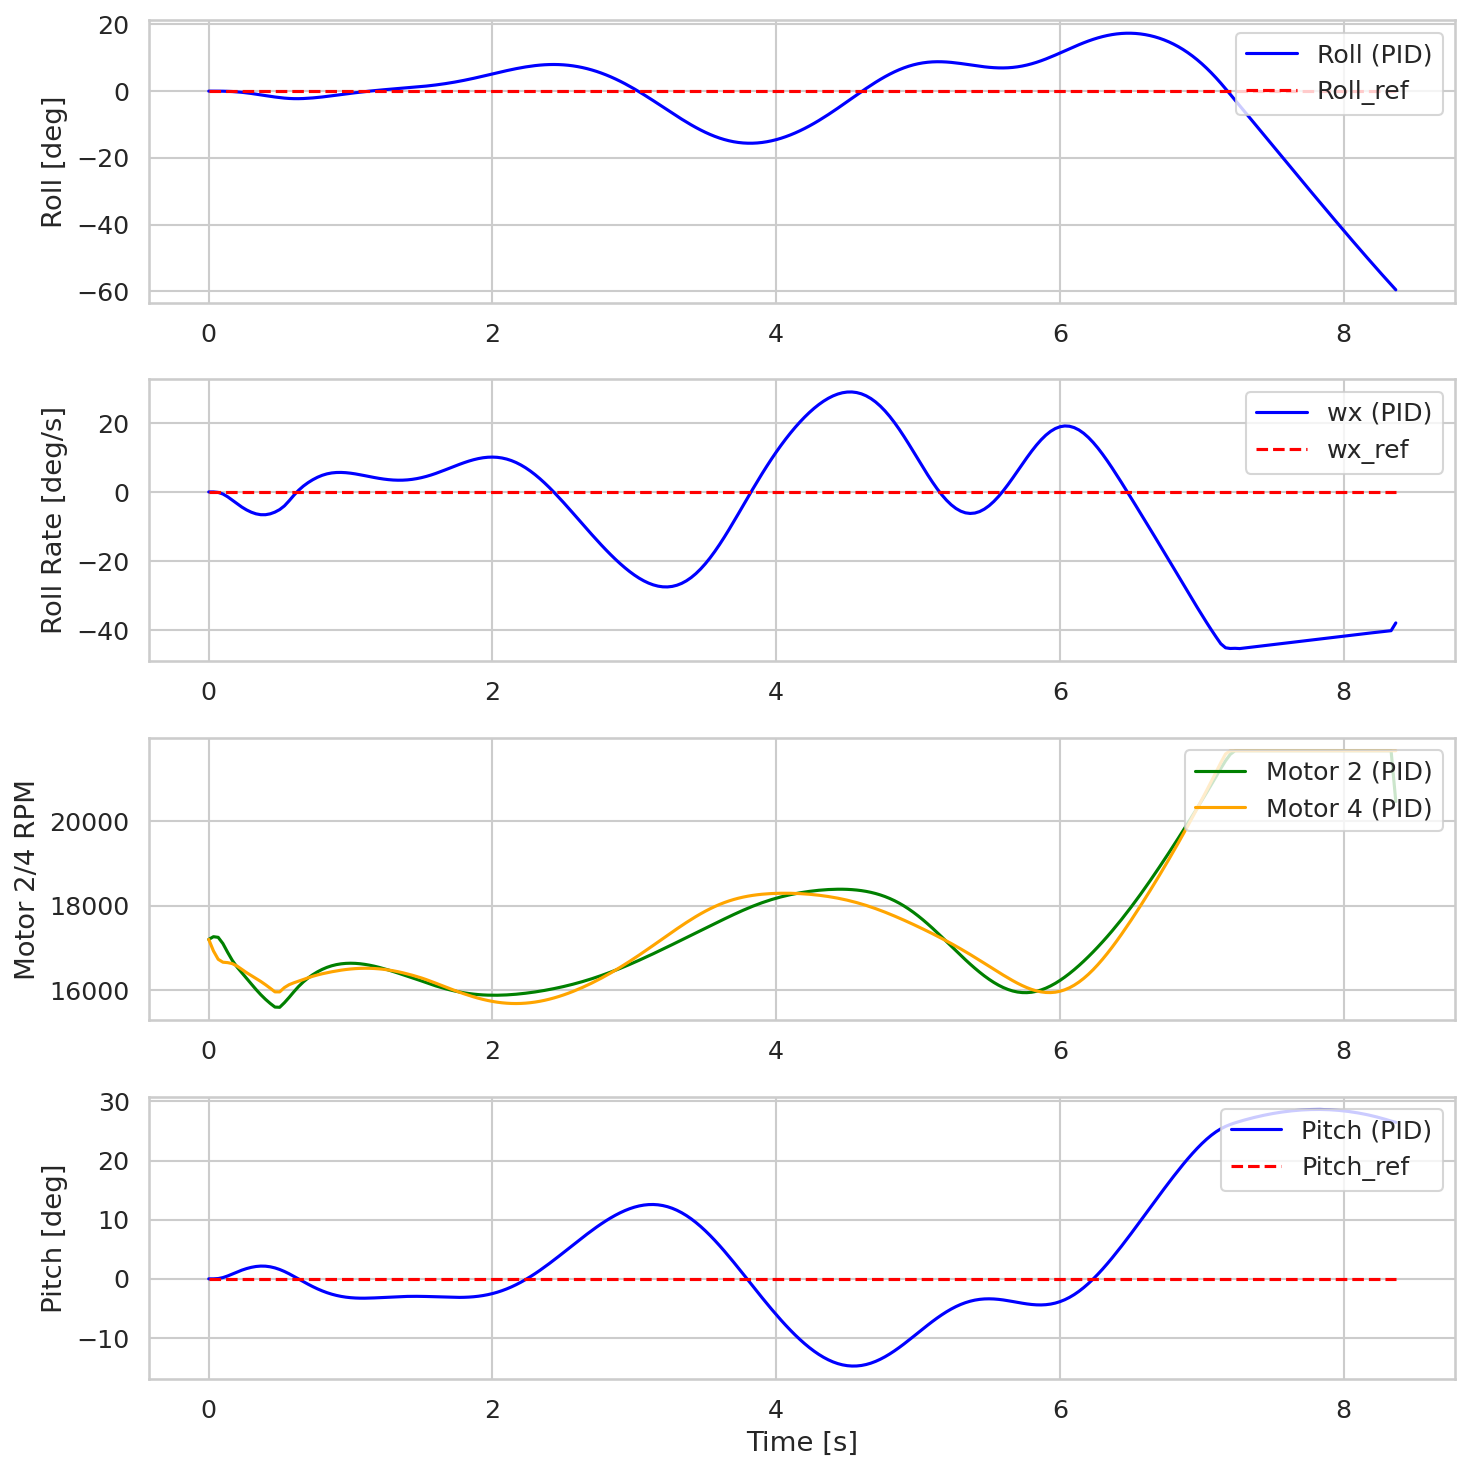 20
0
−20
−40
−60
Roll [deg]
Roll (PID)
Roll_ref
0 2 4 6 8
20
0
−20
−40
Roll Rate [deg/s]
wx (PID)
wx_ref
0 2 4 6 8
20000
18000
16000
Motor 2/4 RPM
Motor 2 (PID)
Motor 4 (PID)
0 2 4 6 8
30
20
10
0
−10
Pitch [deg]
Pitch (PID)
Pitch_ref
0 2 4 6 8
Time [s]